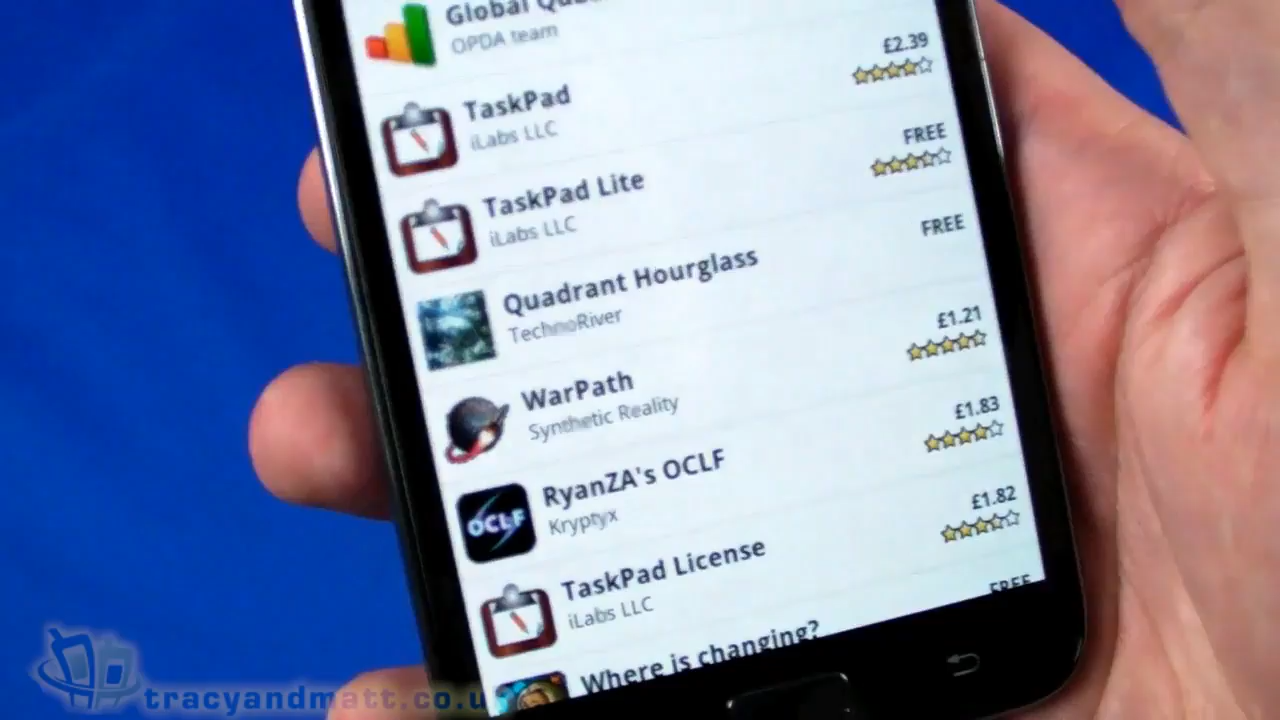 Global
OPDA team
£2.39
TaskPad
iLabs LLC
FREE
TaskPad Lite
iLabs LLC
FREE
Quadrant Hourglass
TechnoRiver
£1.21
WarPath
Synthetic Reality
£1.83
RyanZA's OCLF
Kryptyx
OCLF
£1.82
TaskPad License
iLabs LLC
FREE
Where is changing?
tracyandmatt.co.u